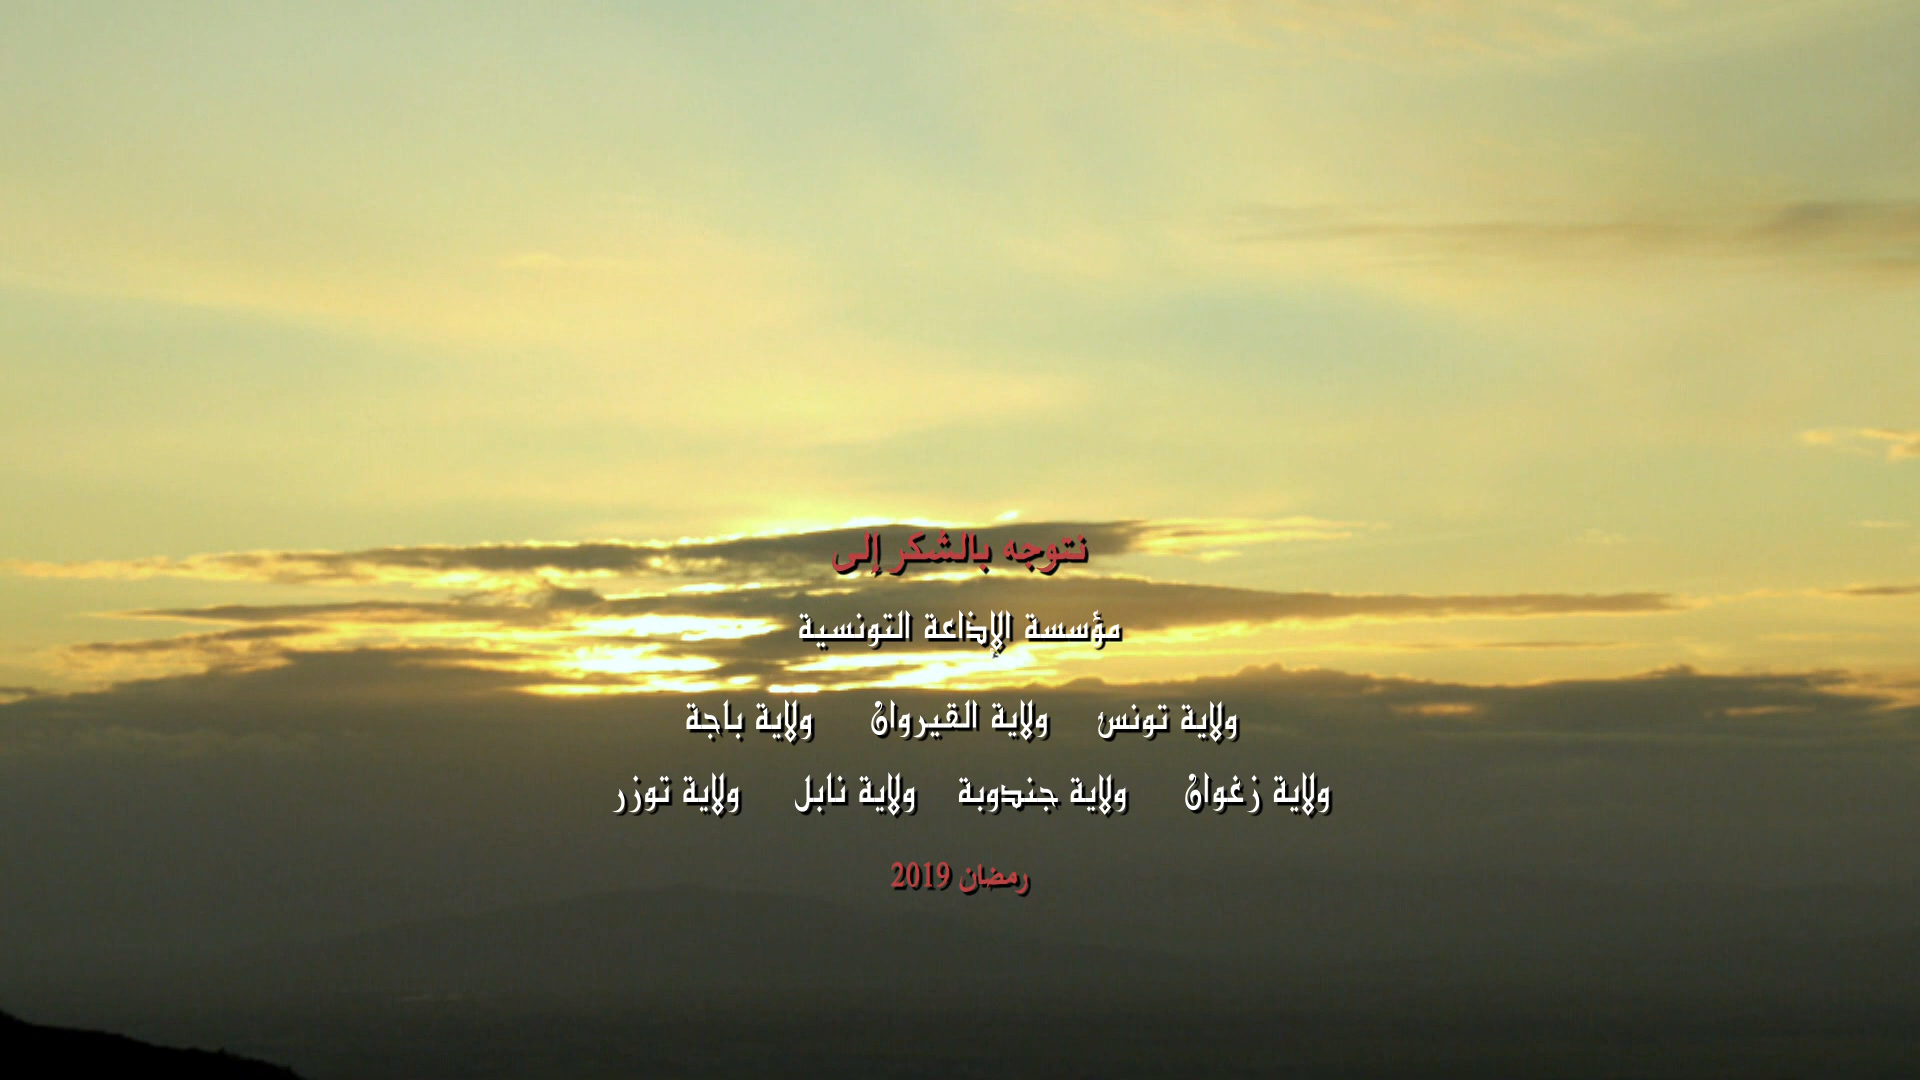 نتوجه بالشكر إلى
مؤسسة الإذاعة التونسية
ولاية تونس ولاية القيروان ولاية باجة
ولاية زغوان ولاية جندوبة ولاية نابل ولاية توزر
رمضان 2019